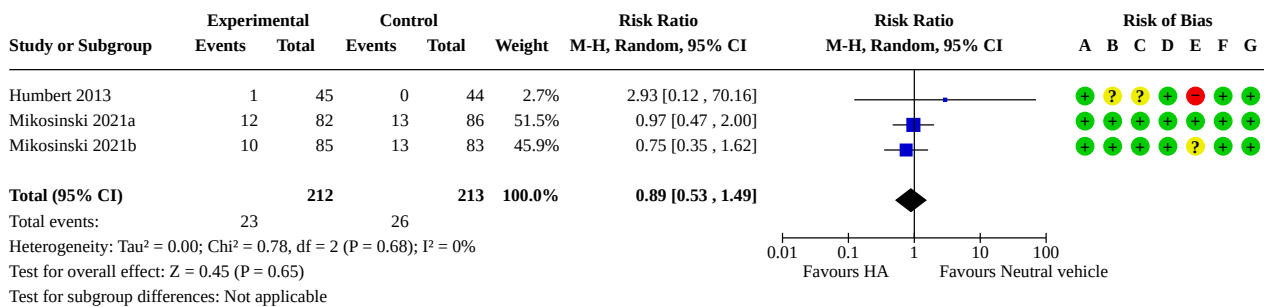 Experimental Control Risk Ratio Risk Ratio Risk of Bias
Study or Subgroup Events Total Events Total Weight M-H, Random, 95% CI M-H, Random, 95% CI A B C D E F G
Humbert 2013 1 45 0 44 2.7% 2.93 [0.12 , 70.16] + ? ? + − + +
Mikosinski 2021a 12 82 13 86 51.5% 0.97 [0.47 , 2.00] + + + + + + +
Mikosinski 2021b 10 85 13 83 45.9% 0.75 [0.35 , 1.62] + + + + ? + +
Total (95% CI) 212 213 100.0% 0.89 [0.53 , 1.49]
Total events: 23 26
Heterogeneity: Tau² = 0.00; Chi² = 0.78, df = 2 (P = 0.68); I² = 0%
Test for overall effect: Z = 0.45 (P = 0.65)
Test for subgroup differences: Not applicable
0.01 0.1 1 10 100
Favours HA Favours Neutral vehicle